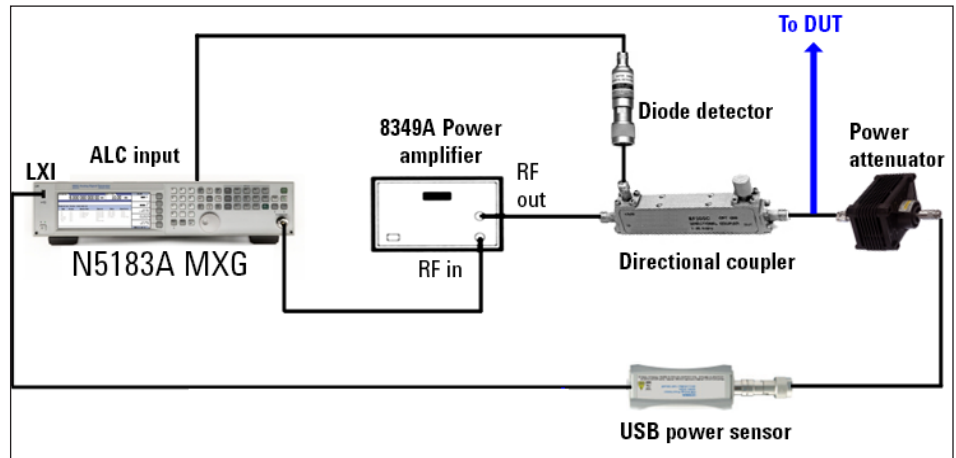 To DUT
Diode detector
8349A Power
amplifier
Power
attenuator
ALC input
LXI
RF
out
N5183A MXG
RF in
Directional coupler
USB power sensor